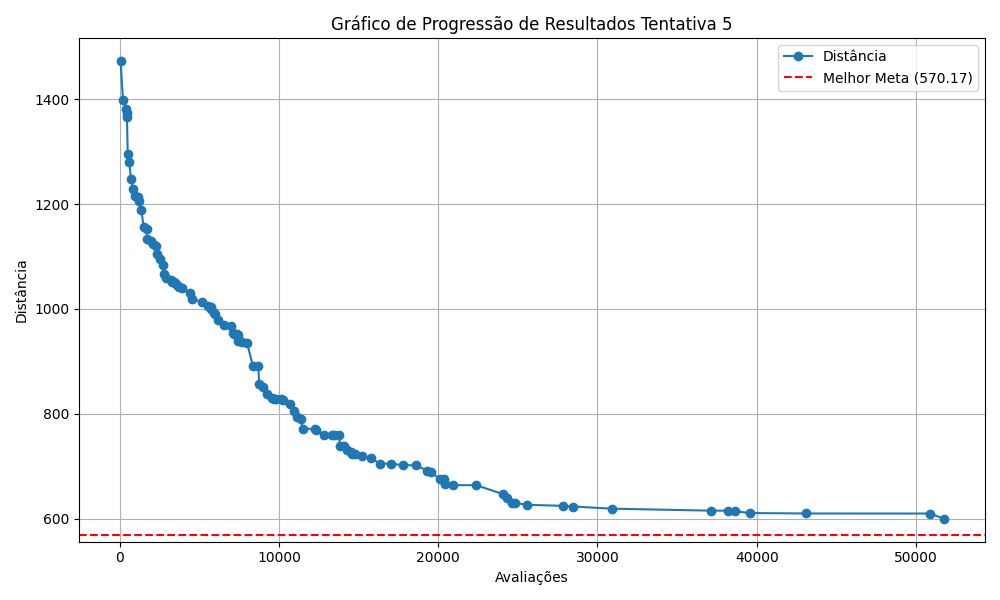 Gráfico de Progressão de Resultados Tentativa 5
Distância
Melhor Meta (570.17)
1400
1200
1000
800
600
Distância
0 10000 20000 30000 40000 50000
Avaliações